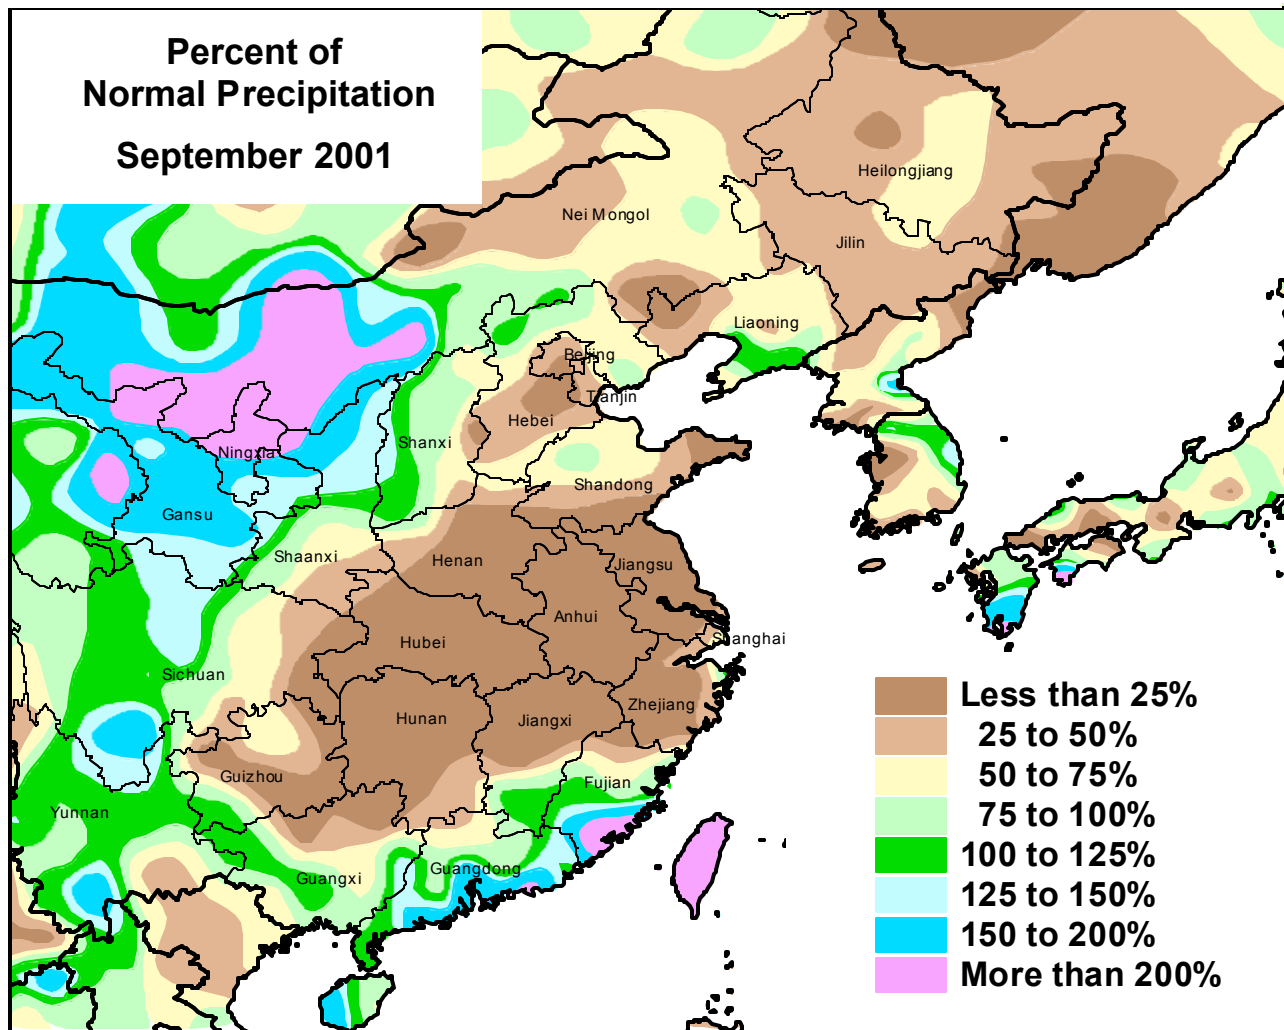 Percent of
Normal Precipitation
September 2001
Heilongjiang
Nei Mongol
Jilin
Liaoning
Beijing
Tianjin
Hebei
Shanxi
Ningxia
Shandong
Gansu
Shaanxi
Henan
Jiangsu
Anhui
Hubei
Shanghai
Sichuan
Zhejiang
Hunan
Jiangxi
Guizhou
Fujian
Yunnan
Guangdong
Guangxi
Less than 25%
25 to 50%
50 to 75%
75 to 100%
100 to 125%
125 to 150%
150 to 200%
More than 200%